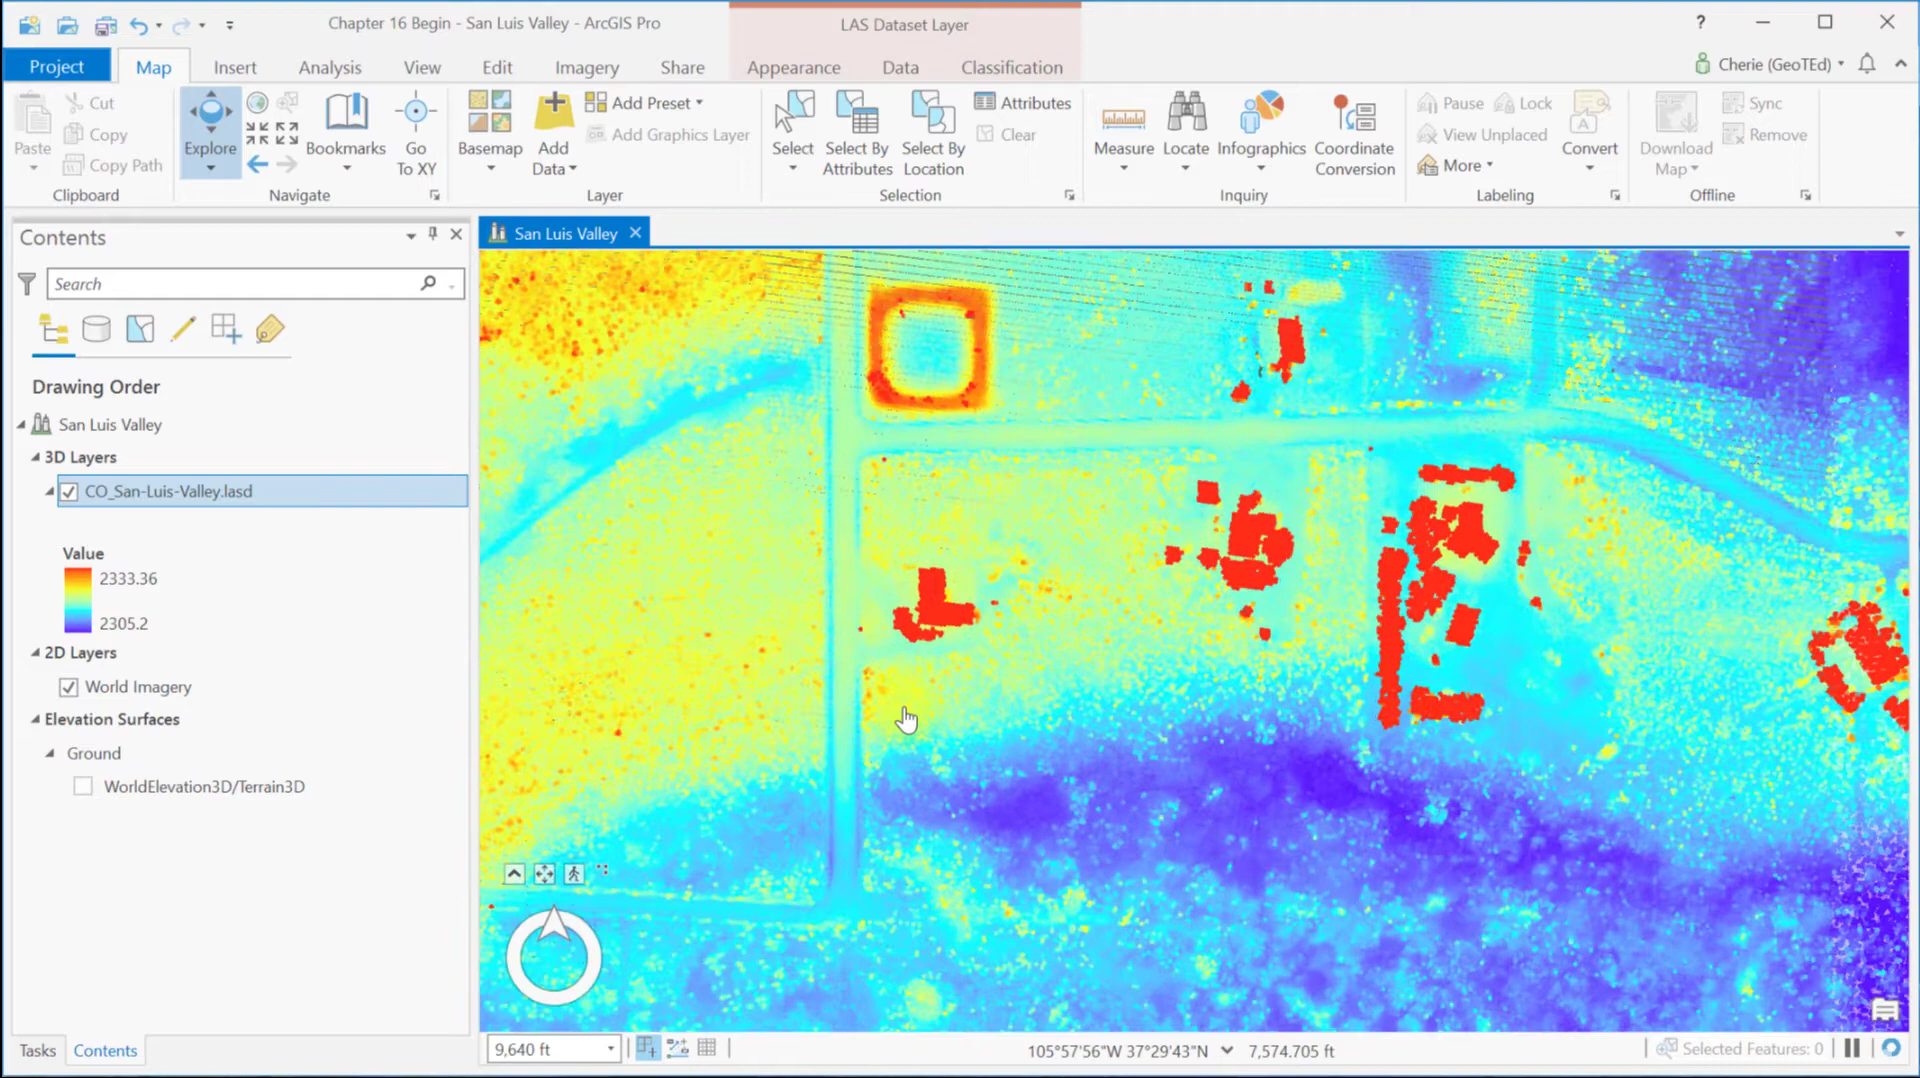 Chapter 16 Begin - San Luis Valley - ArcGIS Pro
LAS Dataset Layer
?
Project
Map
Insert
Analysis
View
Edit
Imagery
Share
Appearance
Data
Classification
Cherie (GeoTEd)
Paste
Cut
Copy
Copy Path
Clipboard
Explore
Bookmarks
Go
To XY
Navigate
Basemap
Add
Data
Add Preset
Add Graphics Layer
Layer
Select
Select By
Attributes
Select By
Location
Attributes
Clear
Selection
Measure
Locate
Infographics
Coordinate
Conversion
Inquiry
Pause
Lock
View Unplaced
More
Convert
Labeling
Download
Map
Sync
Remove
Offline
Contents
Search
Drawing Order
San Luis Valley
3D Layers
CO_San-Luis-Valley.lasd
Value
2333.36
2305.2
2D Layers
World Imagery
Elevation Surfaces
Ground
WorldElevation3D/Terrain3D
Tasks
Contents
San Luis Valley
9,640 ft
105°57'56"W 37°29'43"N
7,574.705 ft
Selected Features: 0